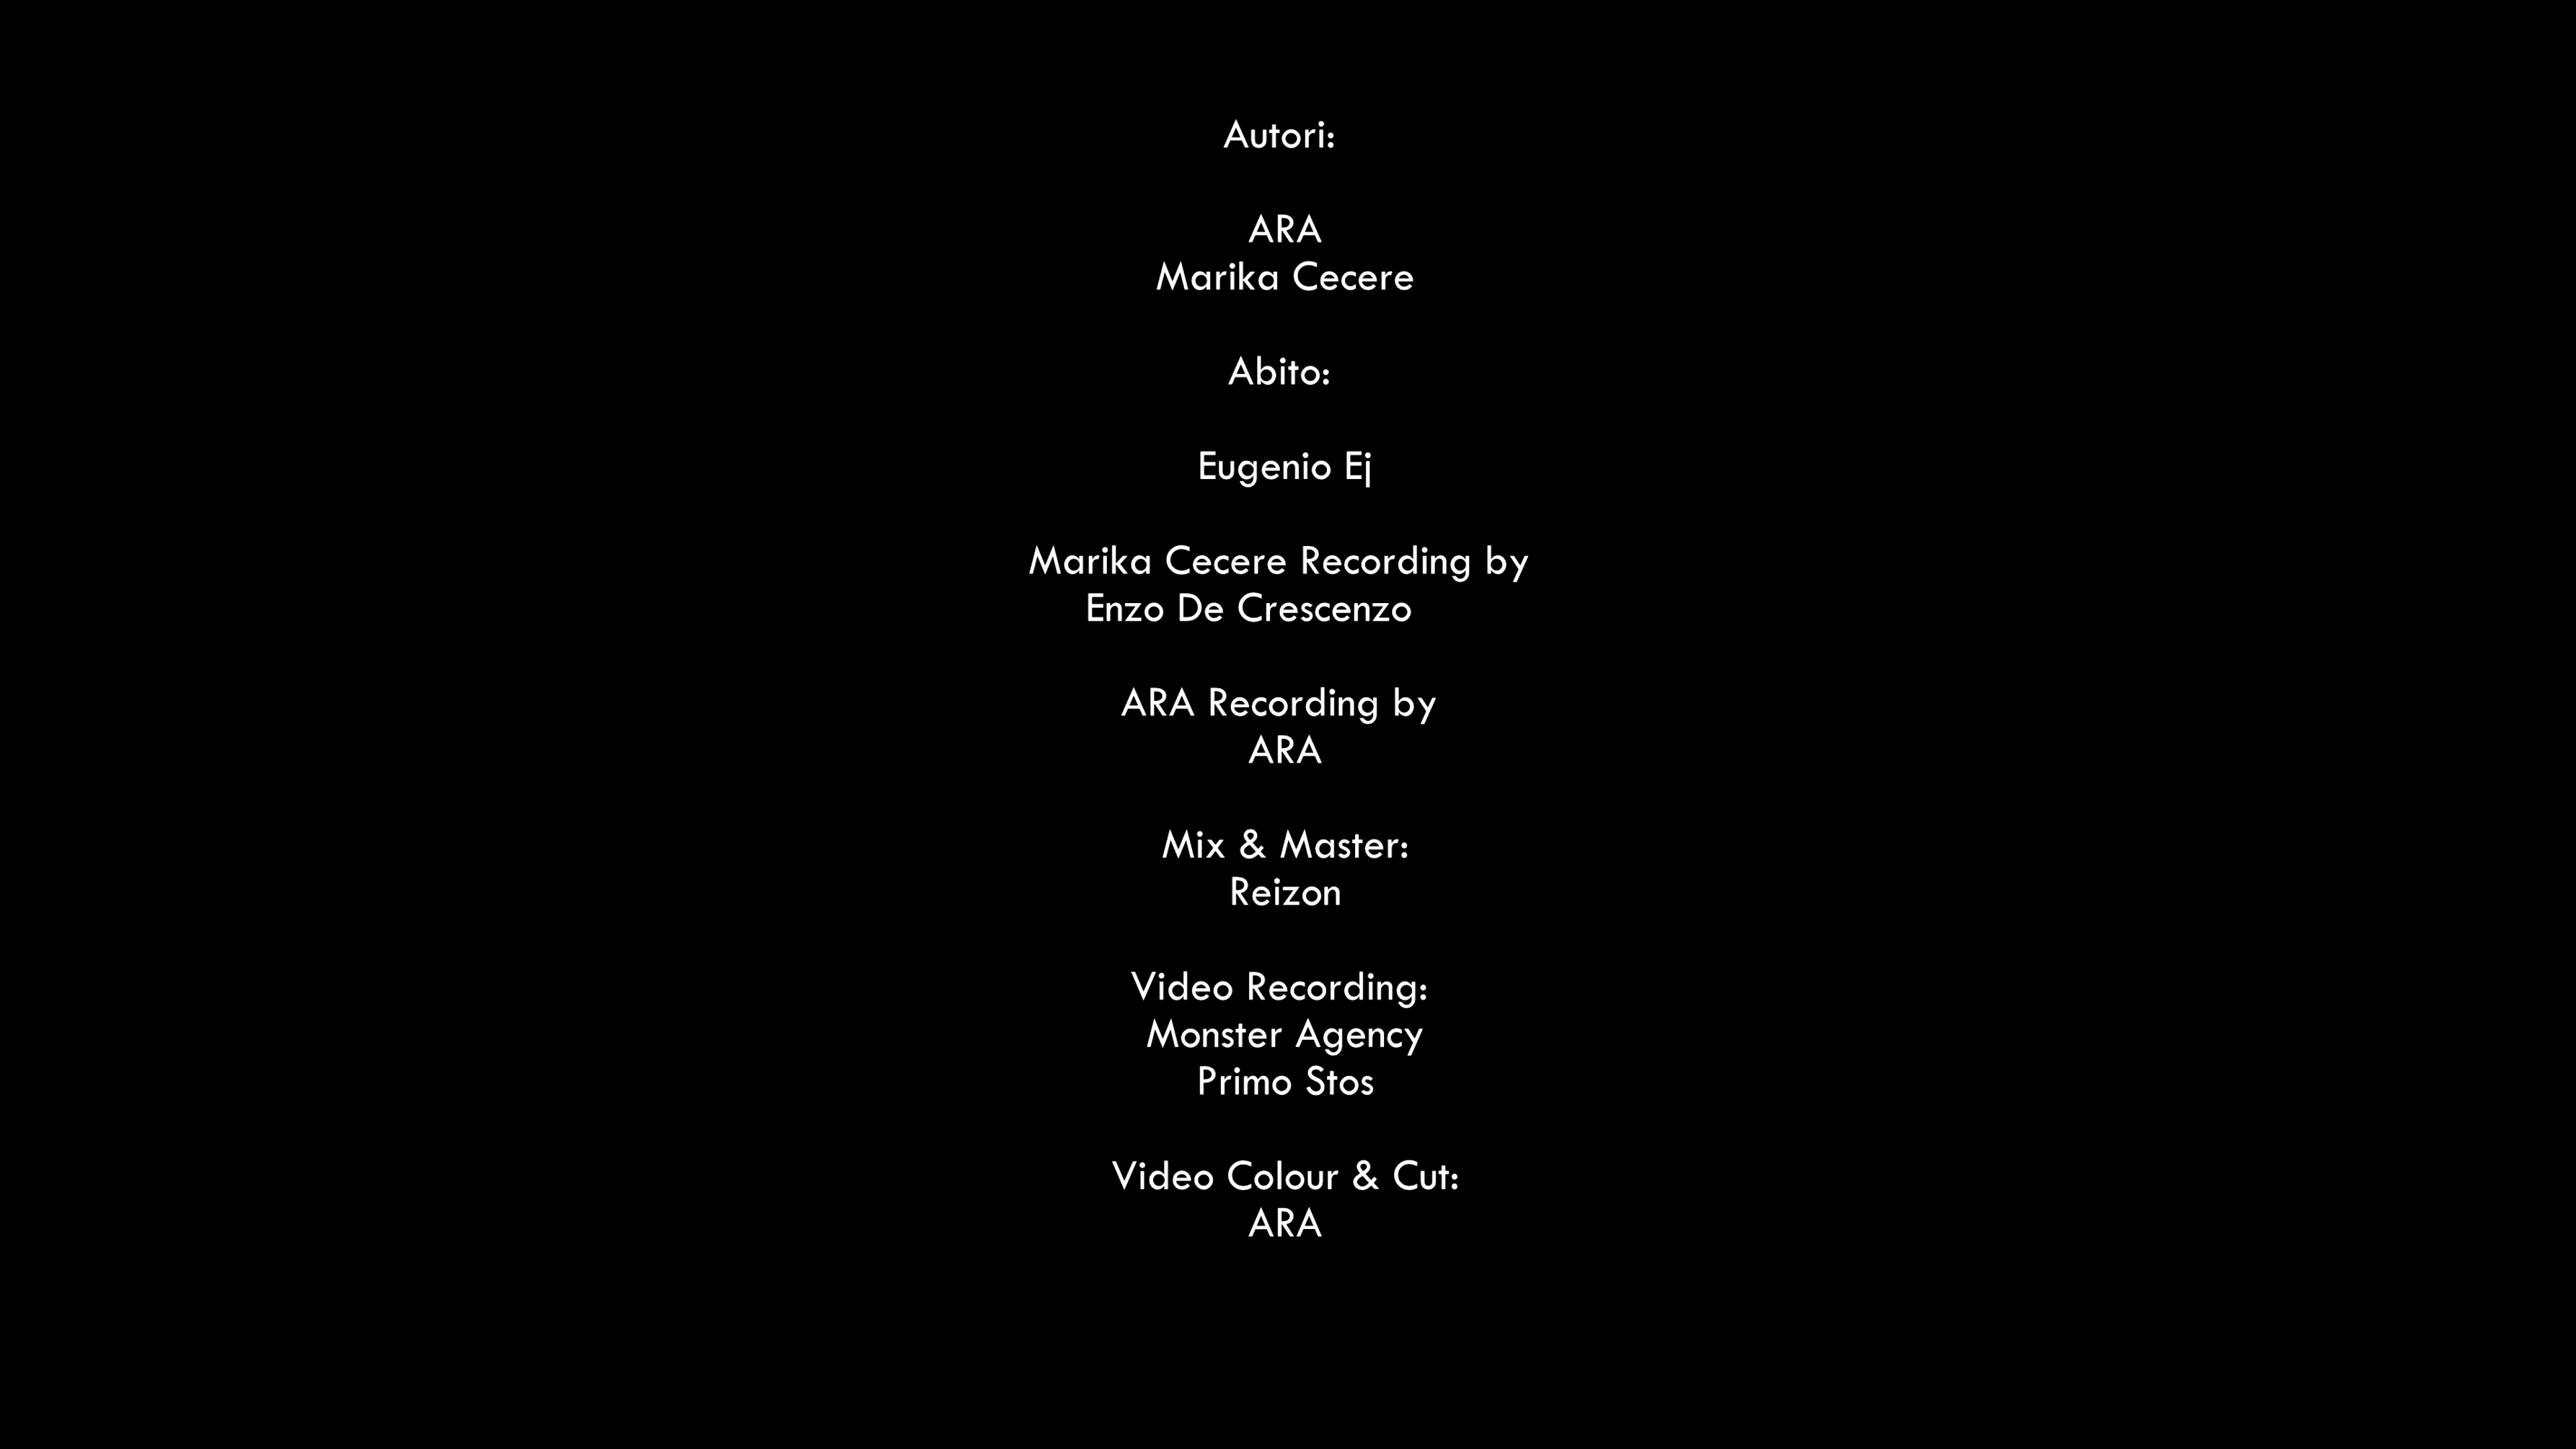 Autori:
ARA
Marika Cecere
Abito:
Eugenio Ej
Marika Cecere Recording by
Enzo De Crescenzo
ARA Recording by
ARA
Mix & Master:
Reizon
Video Recording:
Monster Agency
Primo Stos
Video Colour & Cut:
ARA